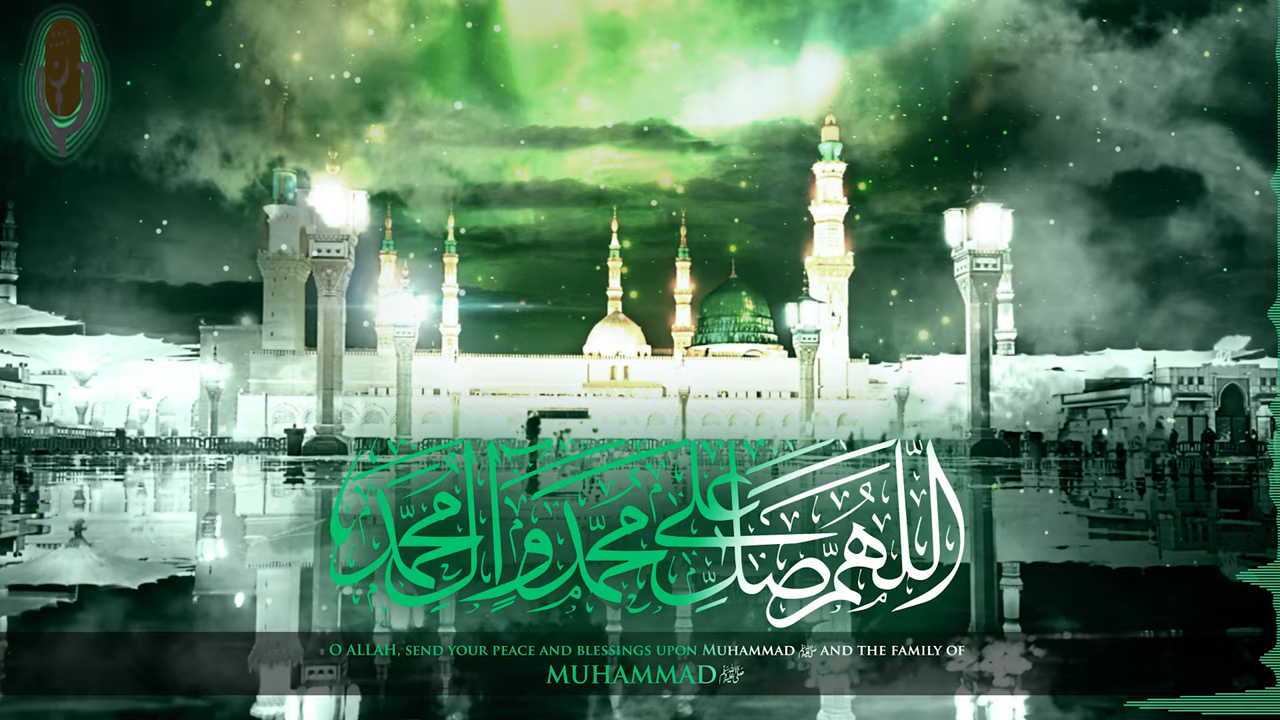 اللّهُمَّ صَلِّ عَلى مُحَمَّدٍ وَآلِ مُحَمَّد
O ALLAH, SEND YOUR PEACE AND BLESSINGS UPON MUHAMMAD ﷺ AND THE FAMILY OF
MUHAMMAD ﷺ